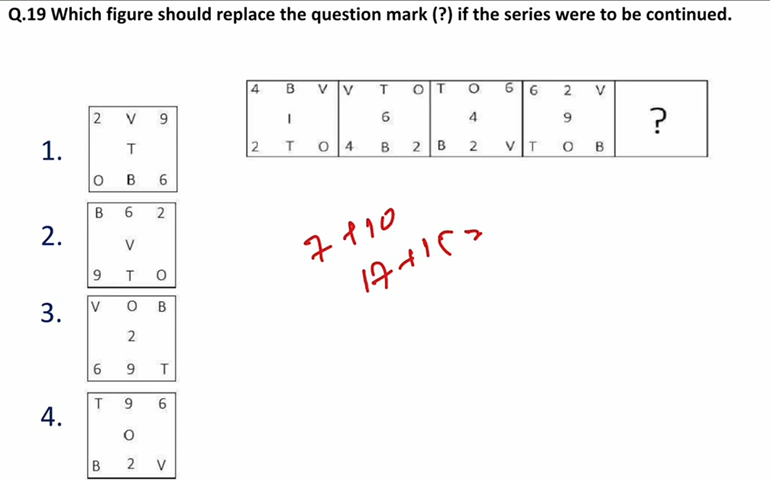 Q.19 Which figure should replace the question mark (?) if the series were to be continued.
4 B V V T O T O 6 6 2 V
I 6 4 9 ?
2 T O 4 B 2 B 2 V T O B
1.
2 V 9
T
O B 6
2.
B 6 2
V
9 T O
3.
V O B
2
6 9 T
4.
T 9 6
O
B 2 V
7+10